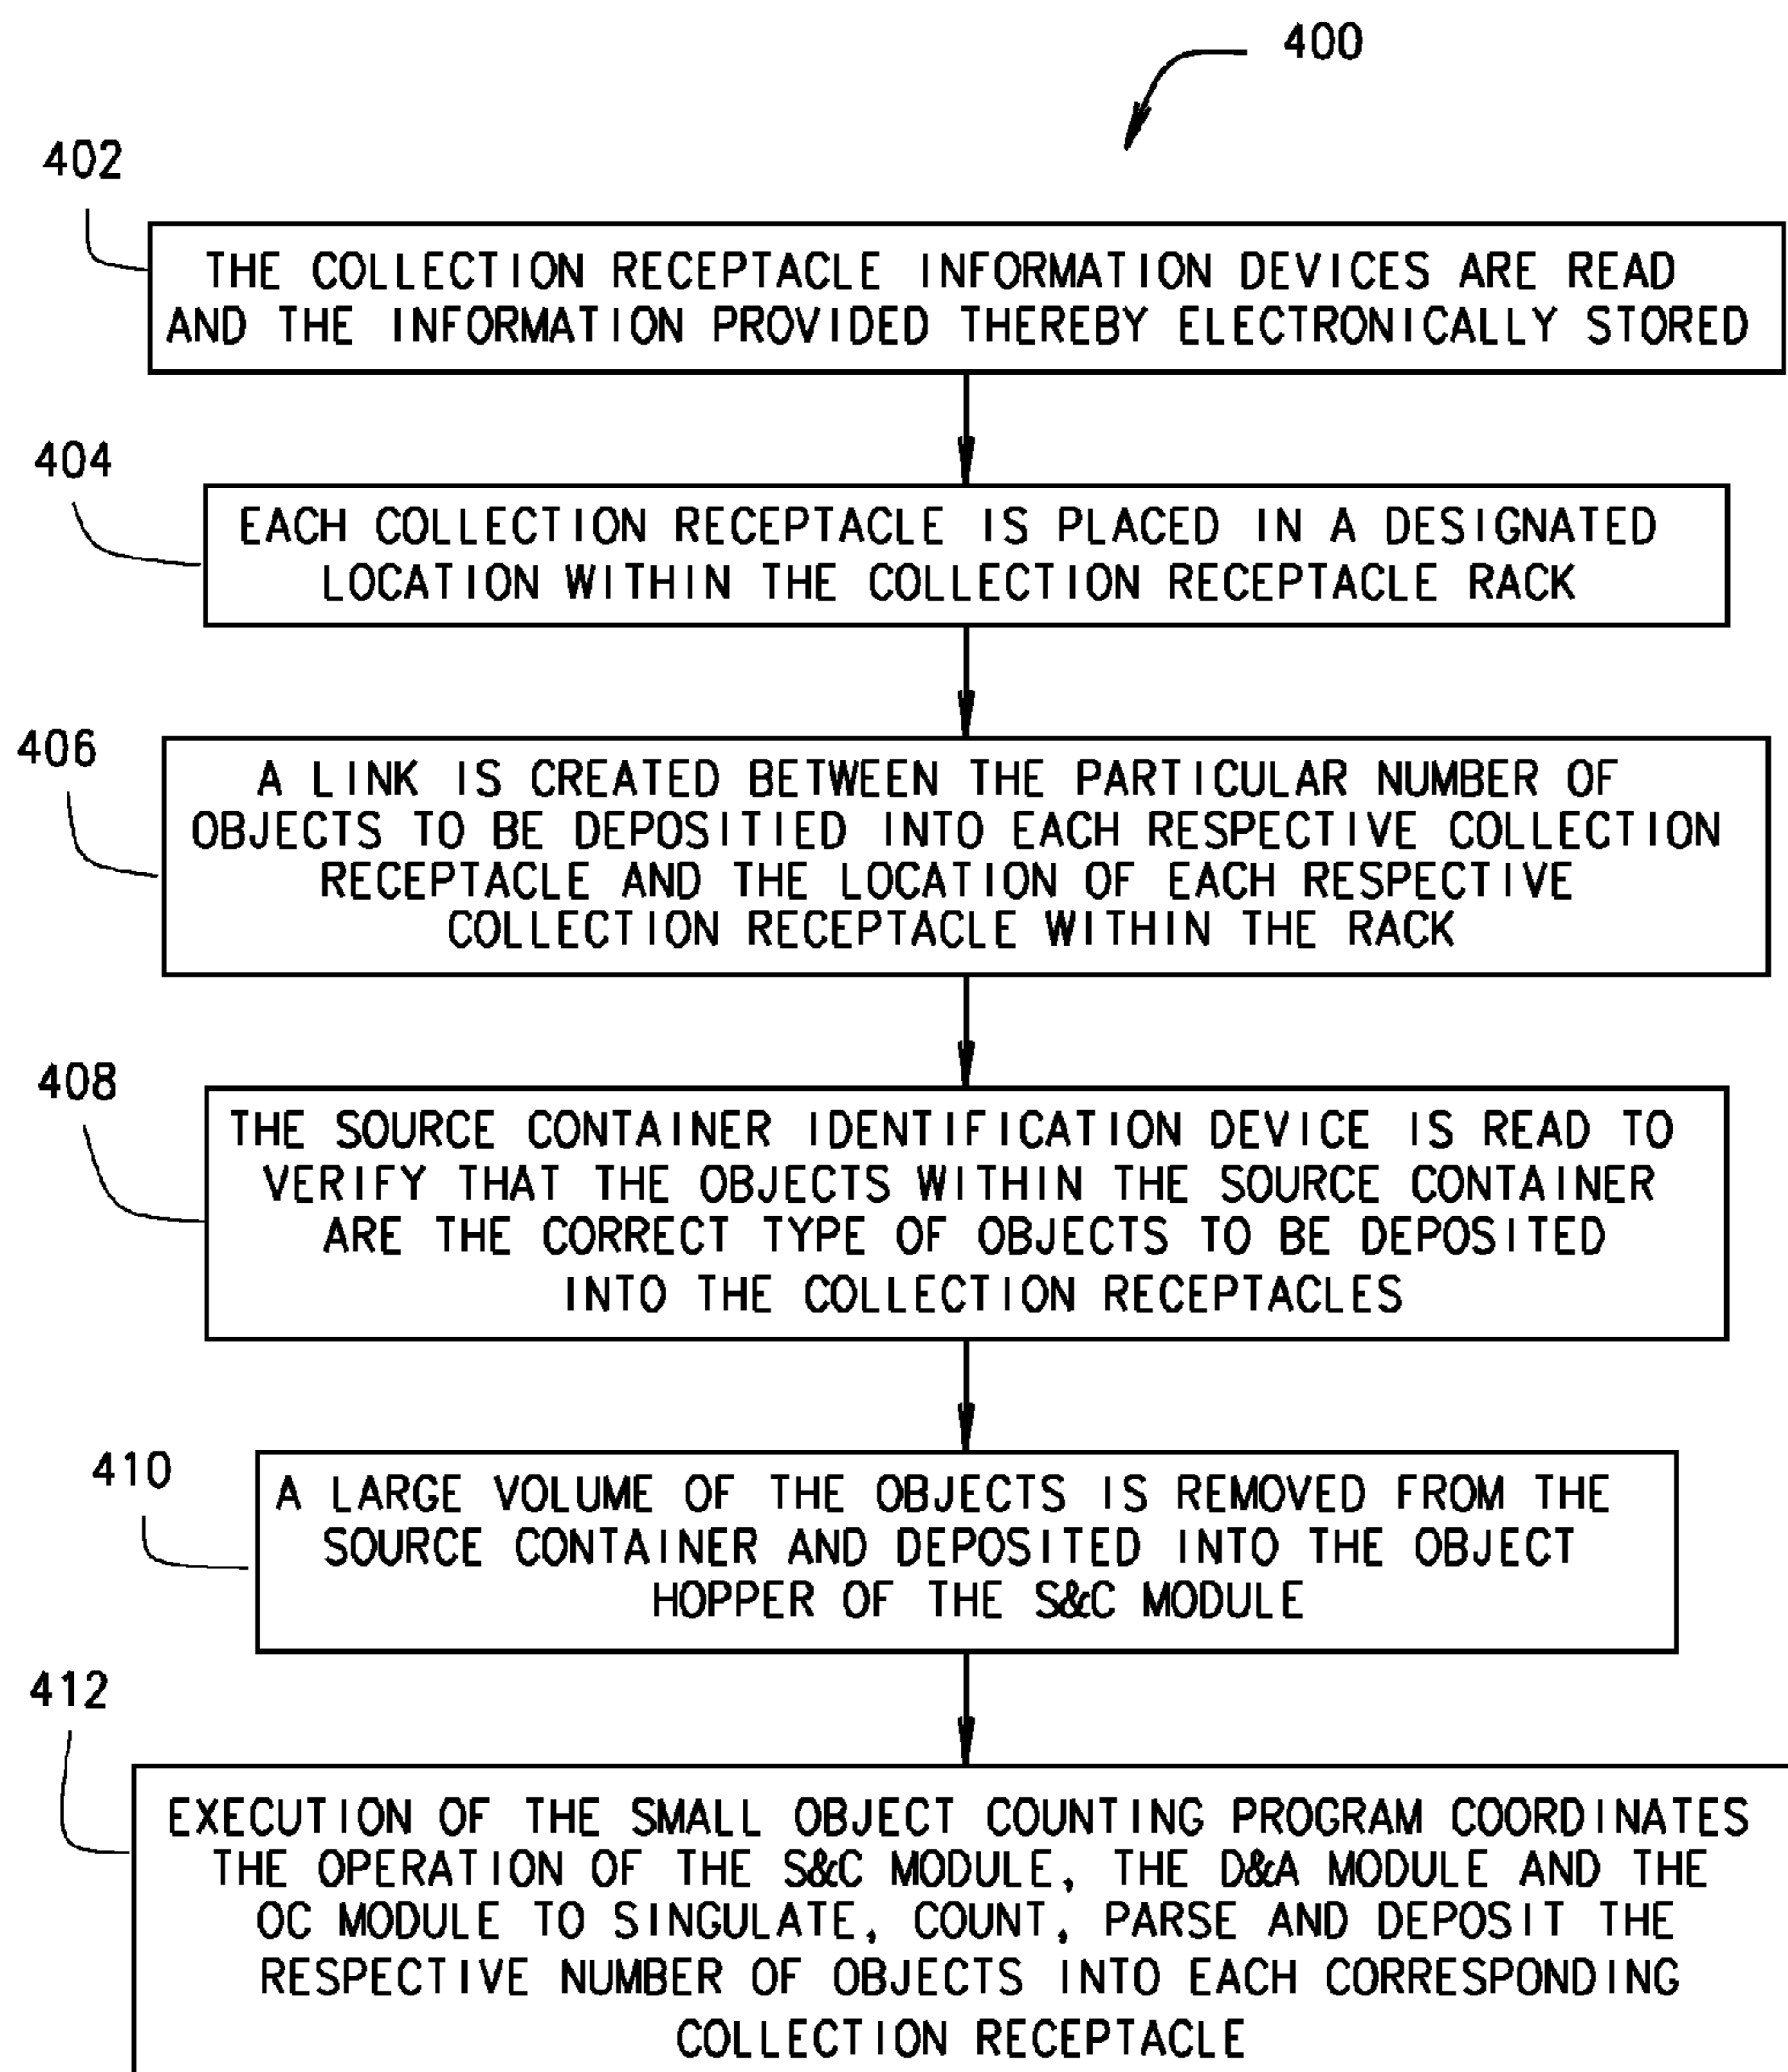 400
402
THE COLLECTION RECEPTACLE INFORMATION DEVICES ARE READ
AND THE INFORMATION PROVIDED THEREBY ELECTRONICALLY STORED
404
EACH COLLECTION RECEPTACLE IS PLACED IN A DESIGNATED
LOCATION WITHIN THE COLLECTION RECEPTACLE RACK
406
A LINK IS CREATED BETWEEN THE PARTICULAR NUMBER OF
OBJECTS TO BE DEPOSITIED INTO EACH RESPECTIVE COLLECTION
RECEPTACLE AND THE LOCATION OF EACH RESPECTIVE
COLLECTION RECEPTACLE WITHIN THE RACK
408
THE SOURCE CONTAINER IDENTIFICATION DEVICE IS READ TO
VERIFY THAT THE OBJECTS WITHIN THE SOURCE CONTAINER
ARE THE CORRECT TYPE OF OBJECTS TO BE DEPOSITED
INTO THE COLLECTION RECEPTACLES
410
A LARGE VOLUME OF THE OBJECTS IS REMOVED FROM THE
SOURCE CONTAINER AND DEPOSITED INTO THE OBJECT
HOPPER OF THE S&C MODULE
412
EXECUTION OF THE SMALL OBJECT COUNTING PROGRAM COORDINATES
THE OPERATION OF THE S&C MODULE, THE D&A MODULE AND THE
OC MODULE TO SINGULATE, COUNT, PARSE AND DEPOSIT THE
RESPECTIVE NUMBER OF OBJECTS INTO EACH CORRESPONDING
COLLECTION RECEPTACLE